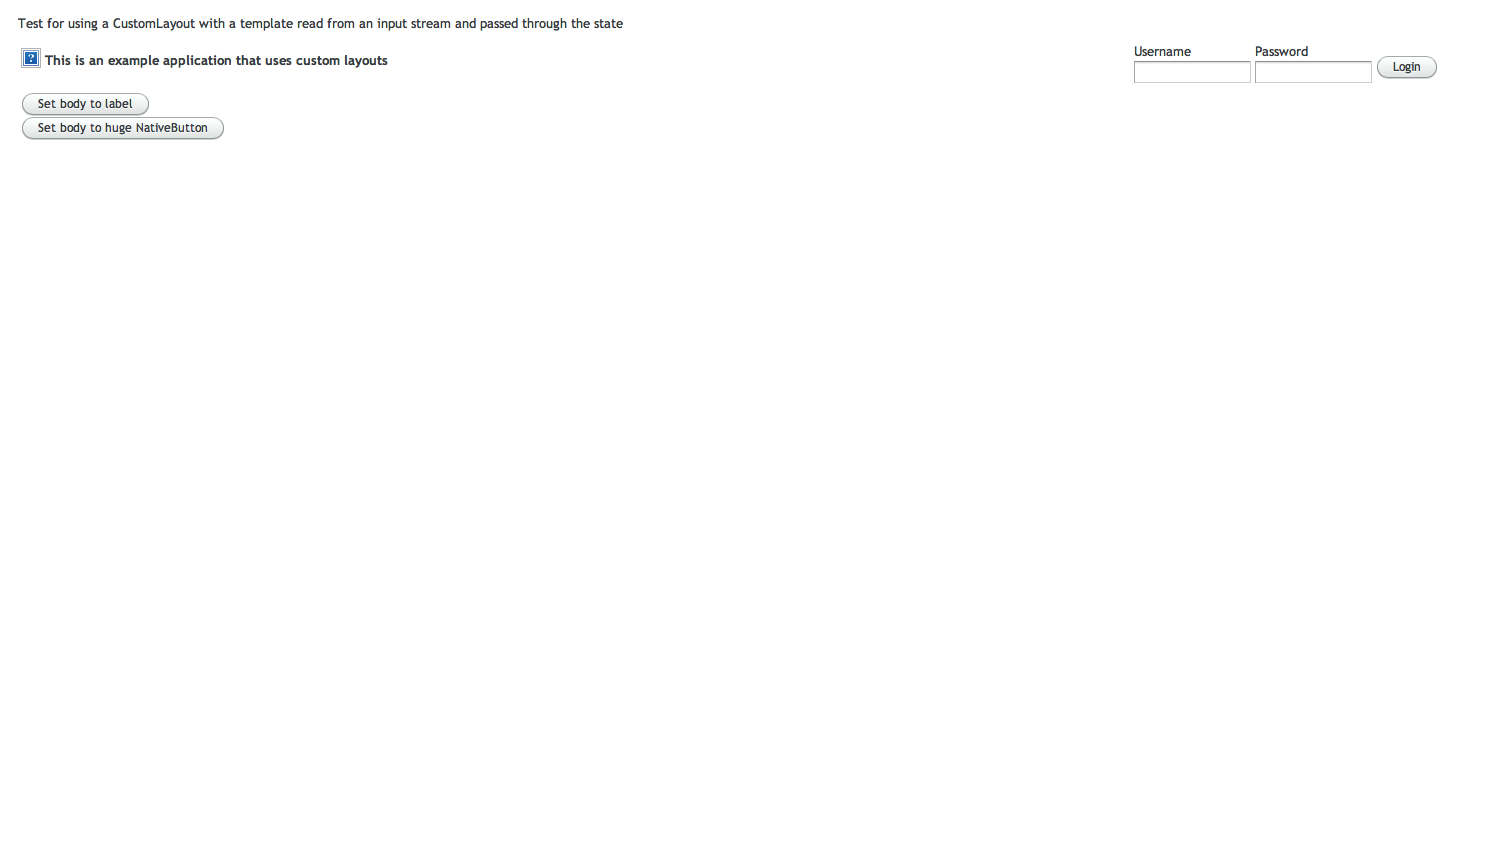 Test for using a CustomLayout with a template read from an input stream and passed through the state
This is an example application that uses custom layouts
Username Password
Login
Set body to label
Set body to huge NativeButton